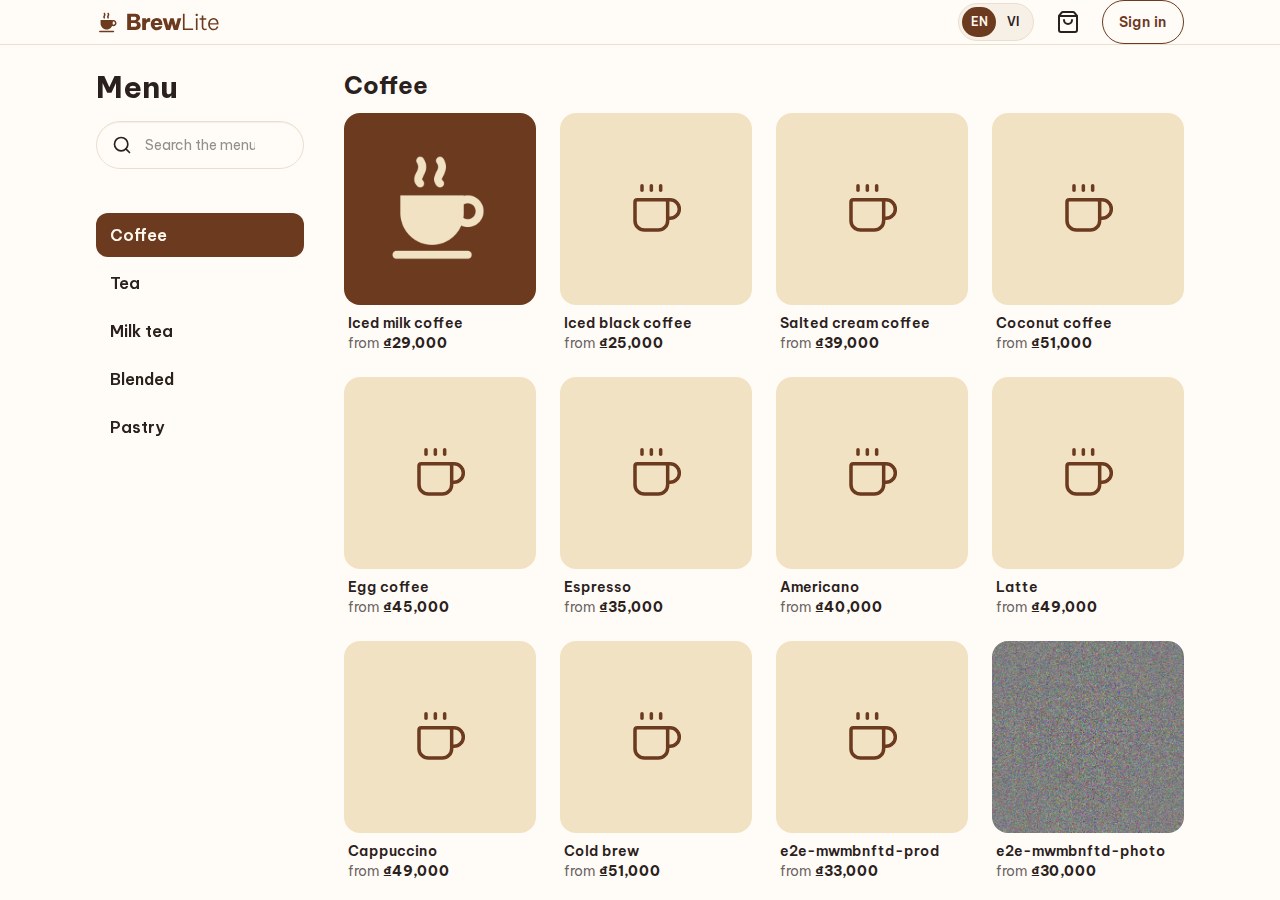 BrewLite
EN VI
Sign in
Menu
Search the menu
Coffee
Tea
Milk tea
Blended
Pastry
Coffee
Iced milk coffee
from ₫29,000
Iced black coffee
from ₫25,000
Salted cream coffee
from ₫39,000
Coconut coffee
from ₫51,000
Egg coffee
from ₫45,000
Espresso
from ₫35,000
Americano
from ₫40,000
Latte
from ₫49,000
Cappuccino
from ₫49,000
Cold brew
from ₫51,000
e2e-mwmbnftd-prod
from ₫33,000
e2e-mwmbnftd-photo
from ₫30,000